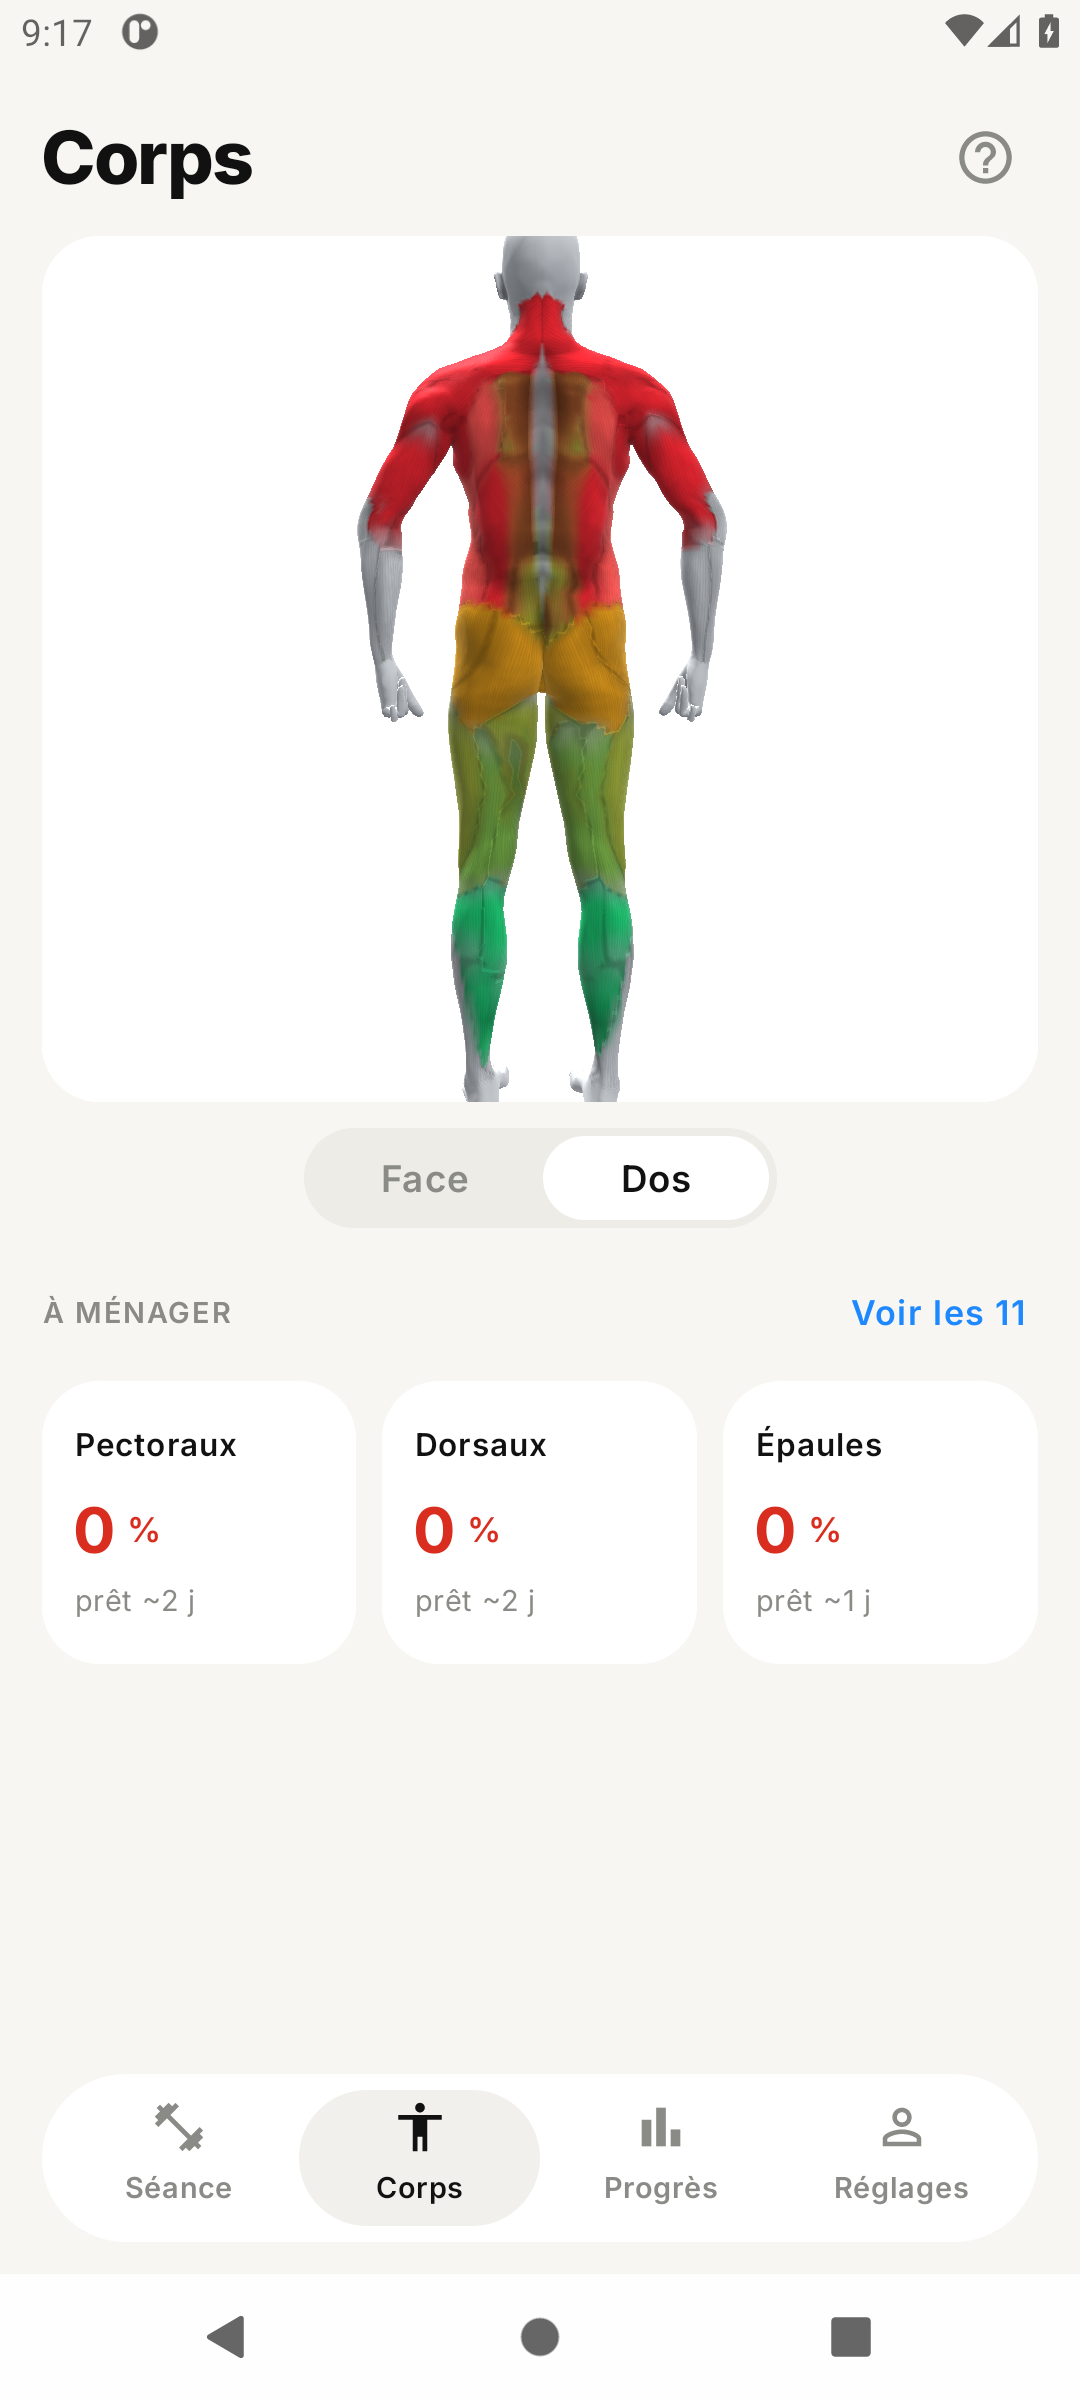 9:17
Corps
Face
Dos
À MÉNAGER
Voir les 11
Pectoraux
0 %
prêt ~2 j
Dorsaux
0 %
prêt ~2 j
Épaules
0 %
prêt ~1 j
Séance
Corps
Progrès
Réglages